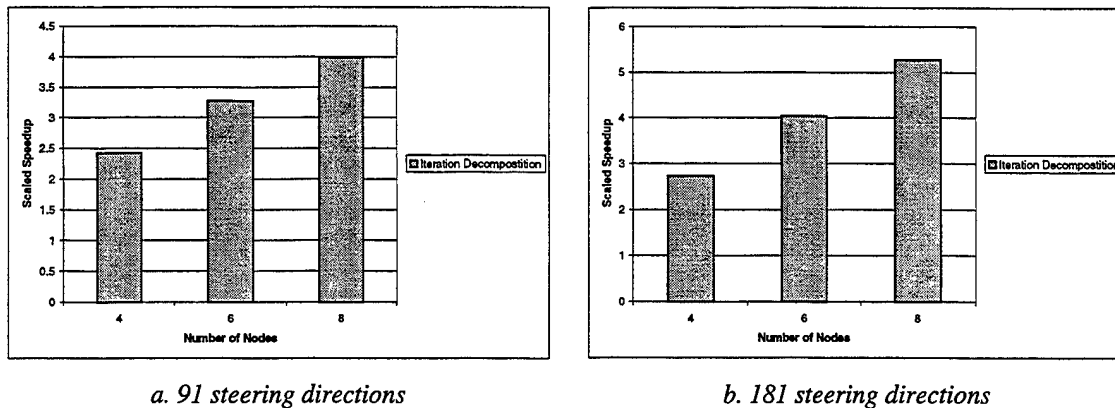 4.5
4
3.5
3
2.5
2
1.5
1
0.5
0
Scaled Speedup
4 6 8
Number of Nodes
Iteration Decompostition
6
5
4
3
2
1
0
Scaled Speedup
4 6 8
Number of Nodes
Iteration Decompostition
a. 91 steering directions
b. 181 steering directions